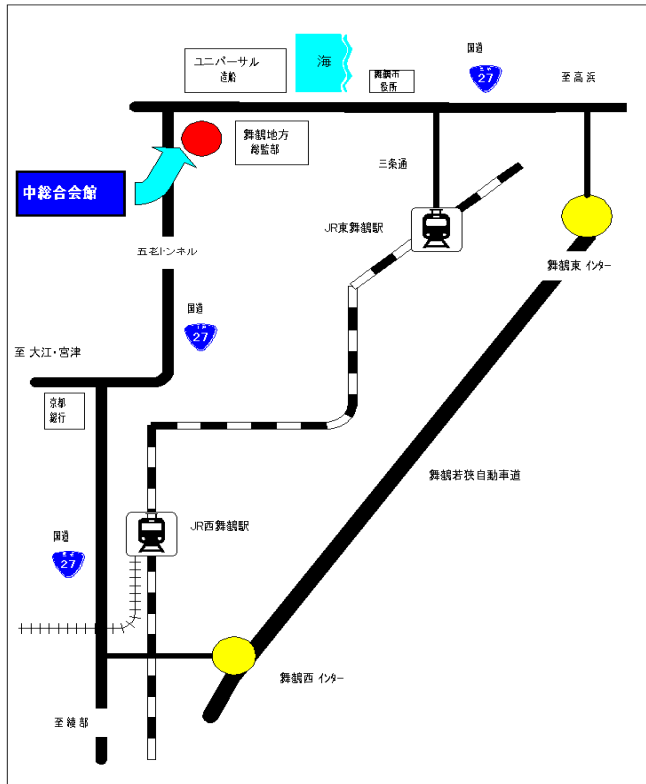 ユニバーサル
造船
海
舞鶴市
役所
国道
27
至高浜
舞鶴地方
総監部
三条通
中総合会館
JR東舞鶴駅
五老トンネル
舞鶴東 インター
国道
27
至 大江・宮津
京都
銀行
舞鶴若狭自動車道
JR西舞鶴駅
国道
27
舞鶴西 インター
至綾部